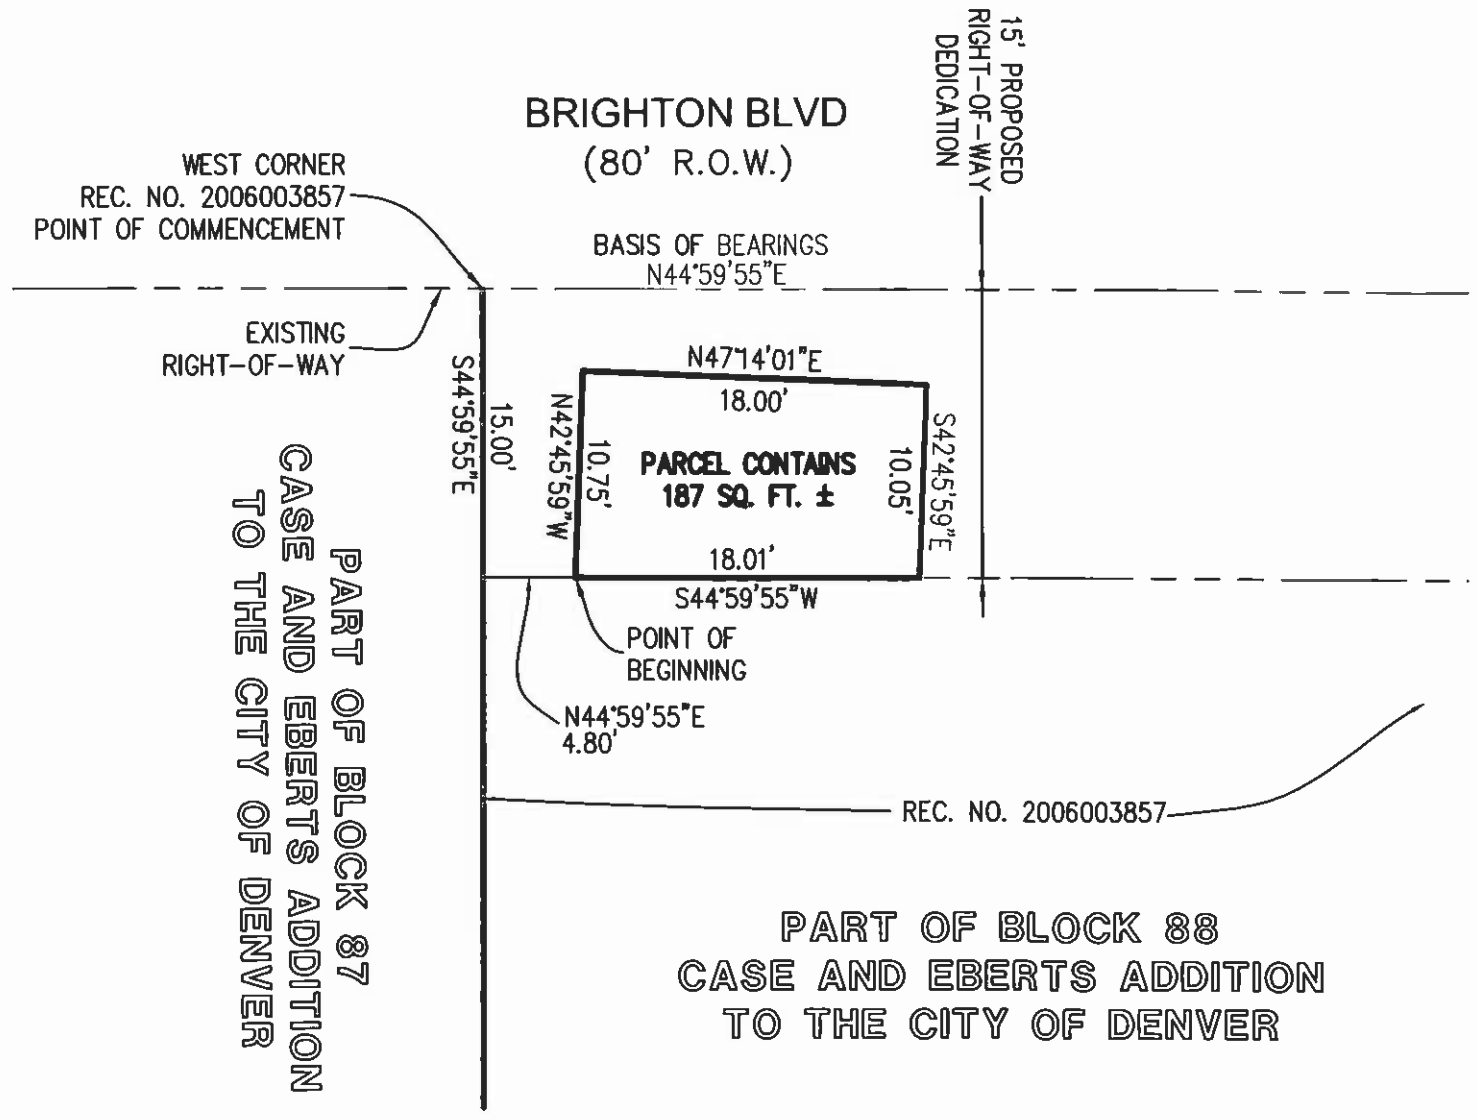 15' PROPOSED
RIGHT-OF-WAY
DEDICATION
BRIGHTON BLVD
(80' R.O.W.)
WEST CORNER
REC. NO. 2006003857
POINT OF COMMENCEMENT
BASIS OF BEARINGS
N44°59'55"E
EXISTING
RIGHT-OF-WAY
S44°59'55"E
15.00'
N47°14'01"E
18.00'
N42°45'59"W
10.75'
PARCEL CONTAINS
187 SQ. FT. ±
10.05'
S42°45'59"E
18.01'
S44°59'55"W
POINT OF
BEGINNING
N44°59'55"E
4.80'
REC. NO. 2006003857
PART OF BLOCK 87
CASE AND EBERTS ADDITION
TO THE CITY OF DENVER
PART OF BLOCK 88
CASE AND EBERTS ADDITION
TO THE CITY OF DENVER